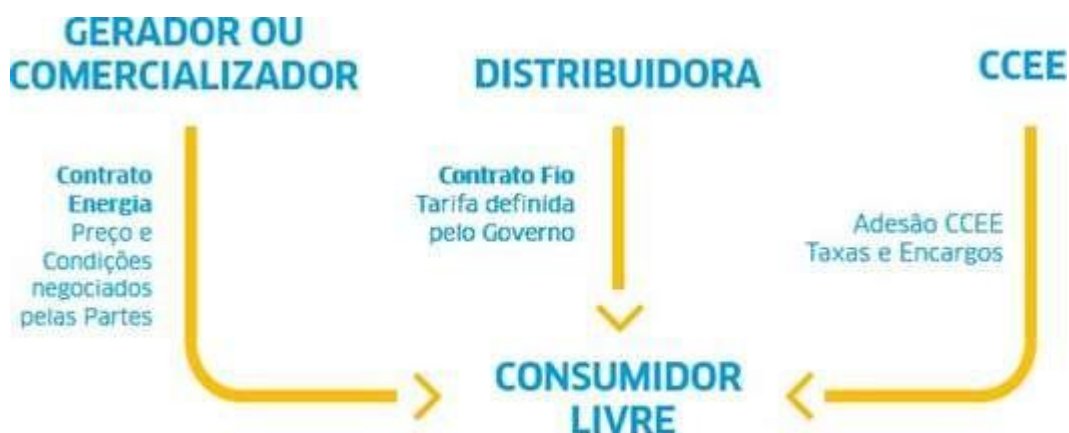 GERADOR OU
COMERCIALIZADOR
DISTRIBUIDORA
CCEE
Contrato
Energia
Preço e
Condições
negociados
pelas Partes
Contrato Fio
Tarifa definida
pelo Governo
Adesão CCEE
Taxas e Encargos
CONSUMIDOR
LIVRE